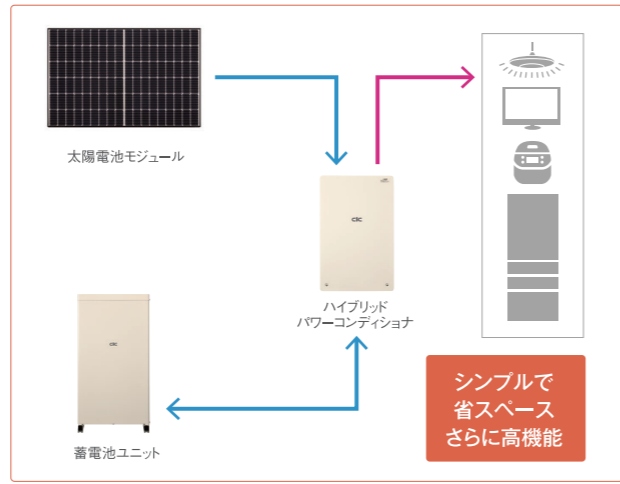 太陽電池モジュール
CIC
ハイブリッド
パワーコンディショナ
CIC
蓄電池ユニット
シンプルで
省スペース
さらに高機能